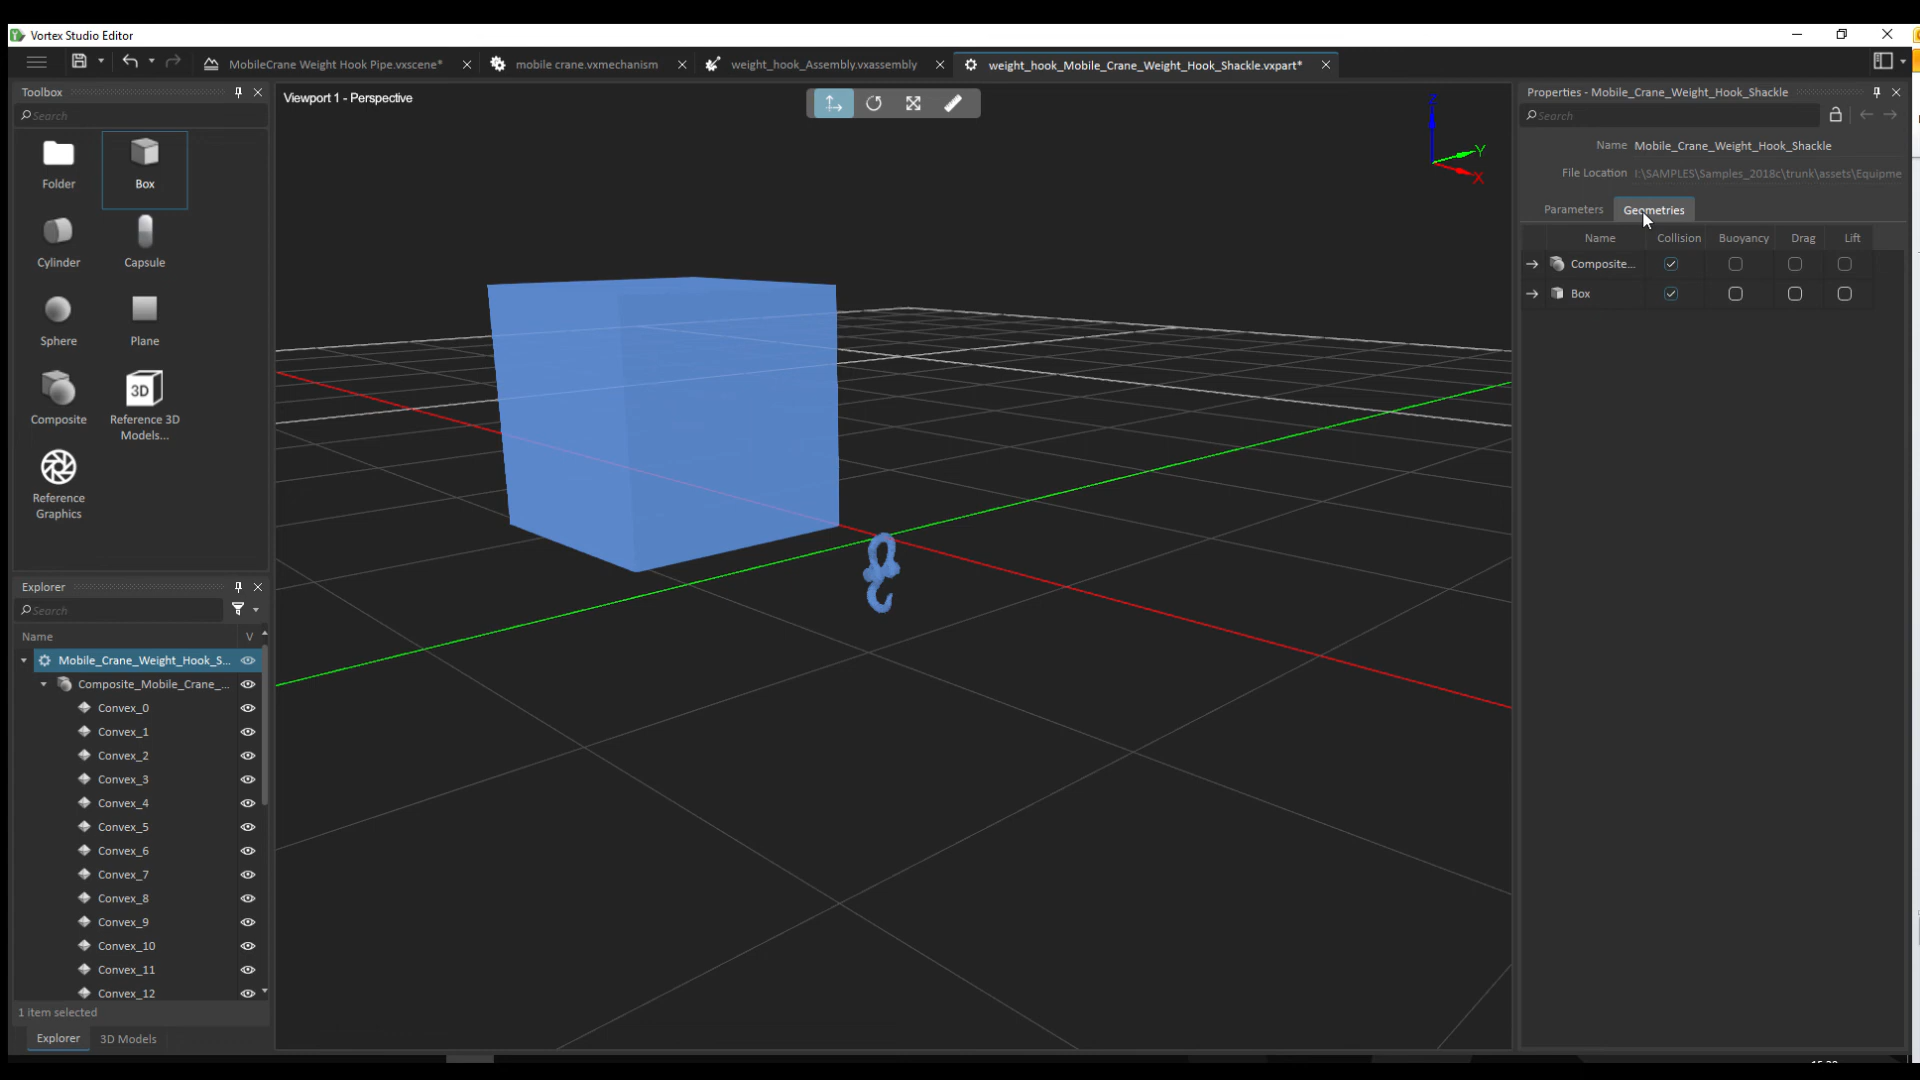 Vortex Studio Editor
MobileCrane Weight Hook Pipe.vxscene*
mobile crane.vxmechanism
weight_hook_Assembly.vxassembly
weight_hook_Mobile_Crane_Weight_Hook_Shackle.vxpart*
Toolbox
Search
Folder
Box
Cylinder
Capsule
Sphere
Plane
Composite
3D
Reference 3D
Models...
Reference
Graphics
Explorer
Search
Name
V
Mobile_Crane_Weight_Hook_S...
Composite_Mobile_Crane_...
Convex_0
Convex_1
Convex_2
Convex_3
Convex_4
Convex_5
Convex_6
Convex_7
Convex_8
Convex_9
Convex_10
Convex_11
Convex_12
1 item selected
Explorer
3D Models
Viewport 1 - Perspective
Z
Y
X
Properties - Mobile_Crane_Weight_Hook_Shackle
Search
Name Mobile_Crane_Weight_Hook_Shackle
File Location I:\SAMPLES\Samples_2018c\trunk\assets\Equipme
Parameters Geometries
Name Collision Buoyancy Drag Lift
Composite...
Box